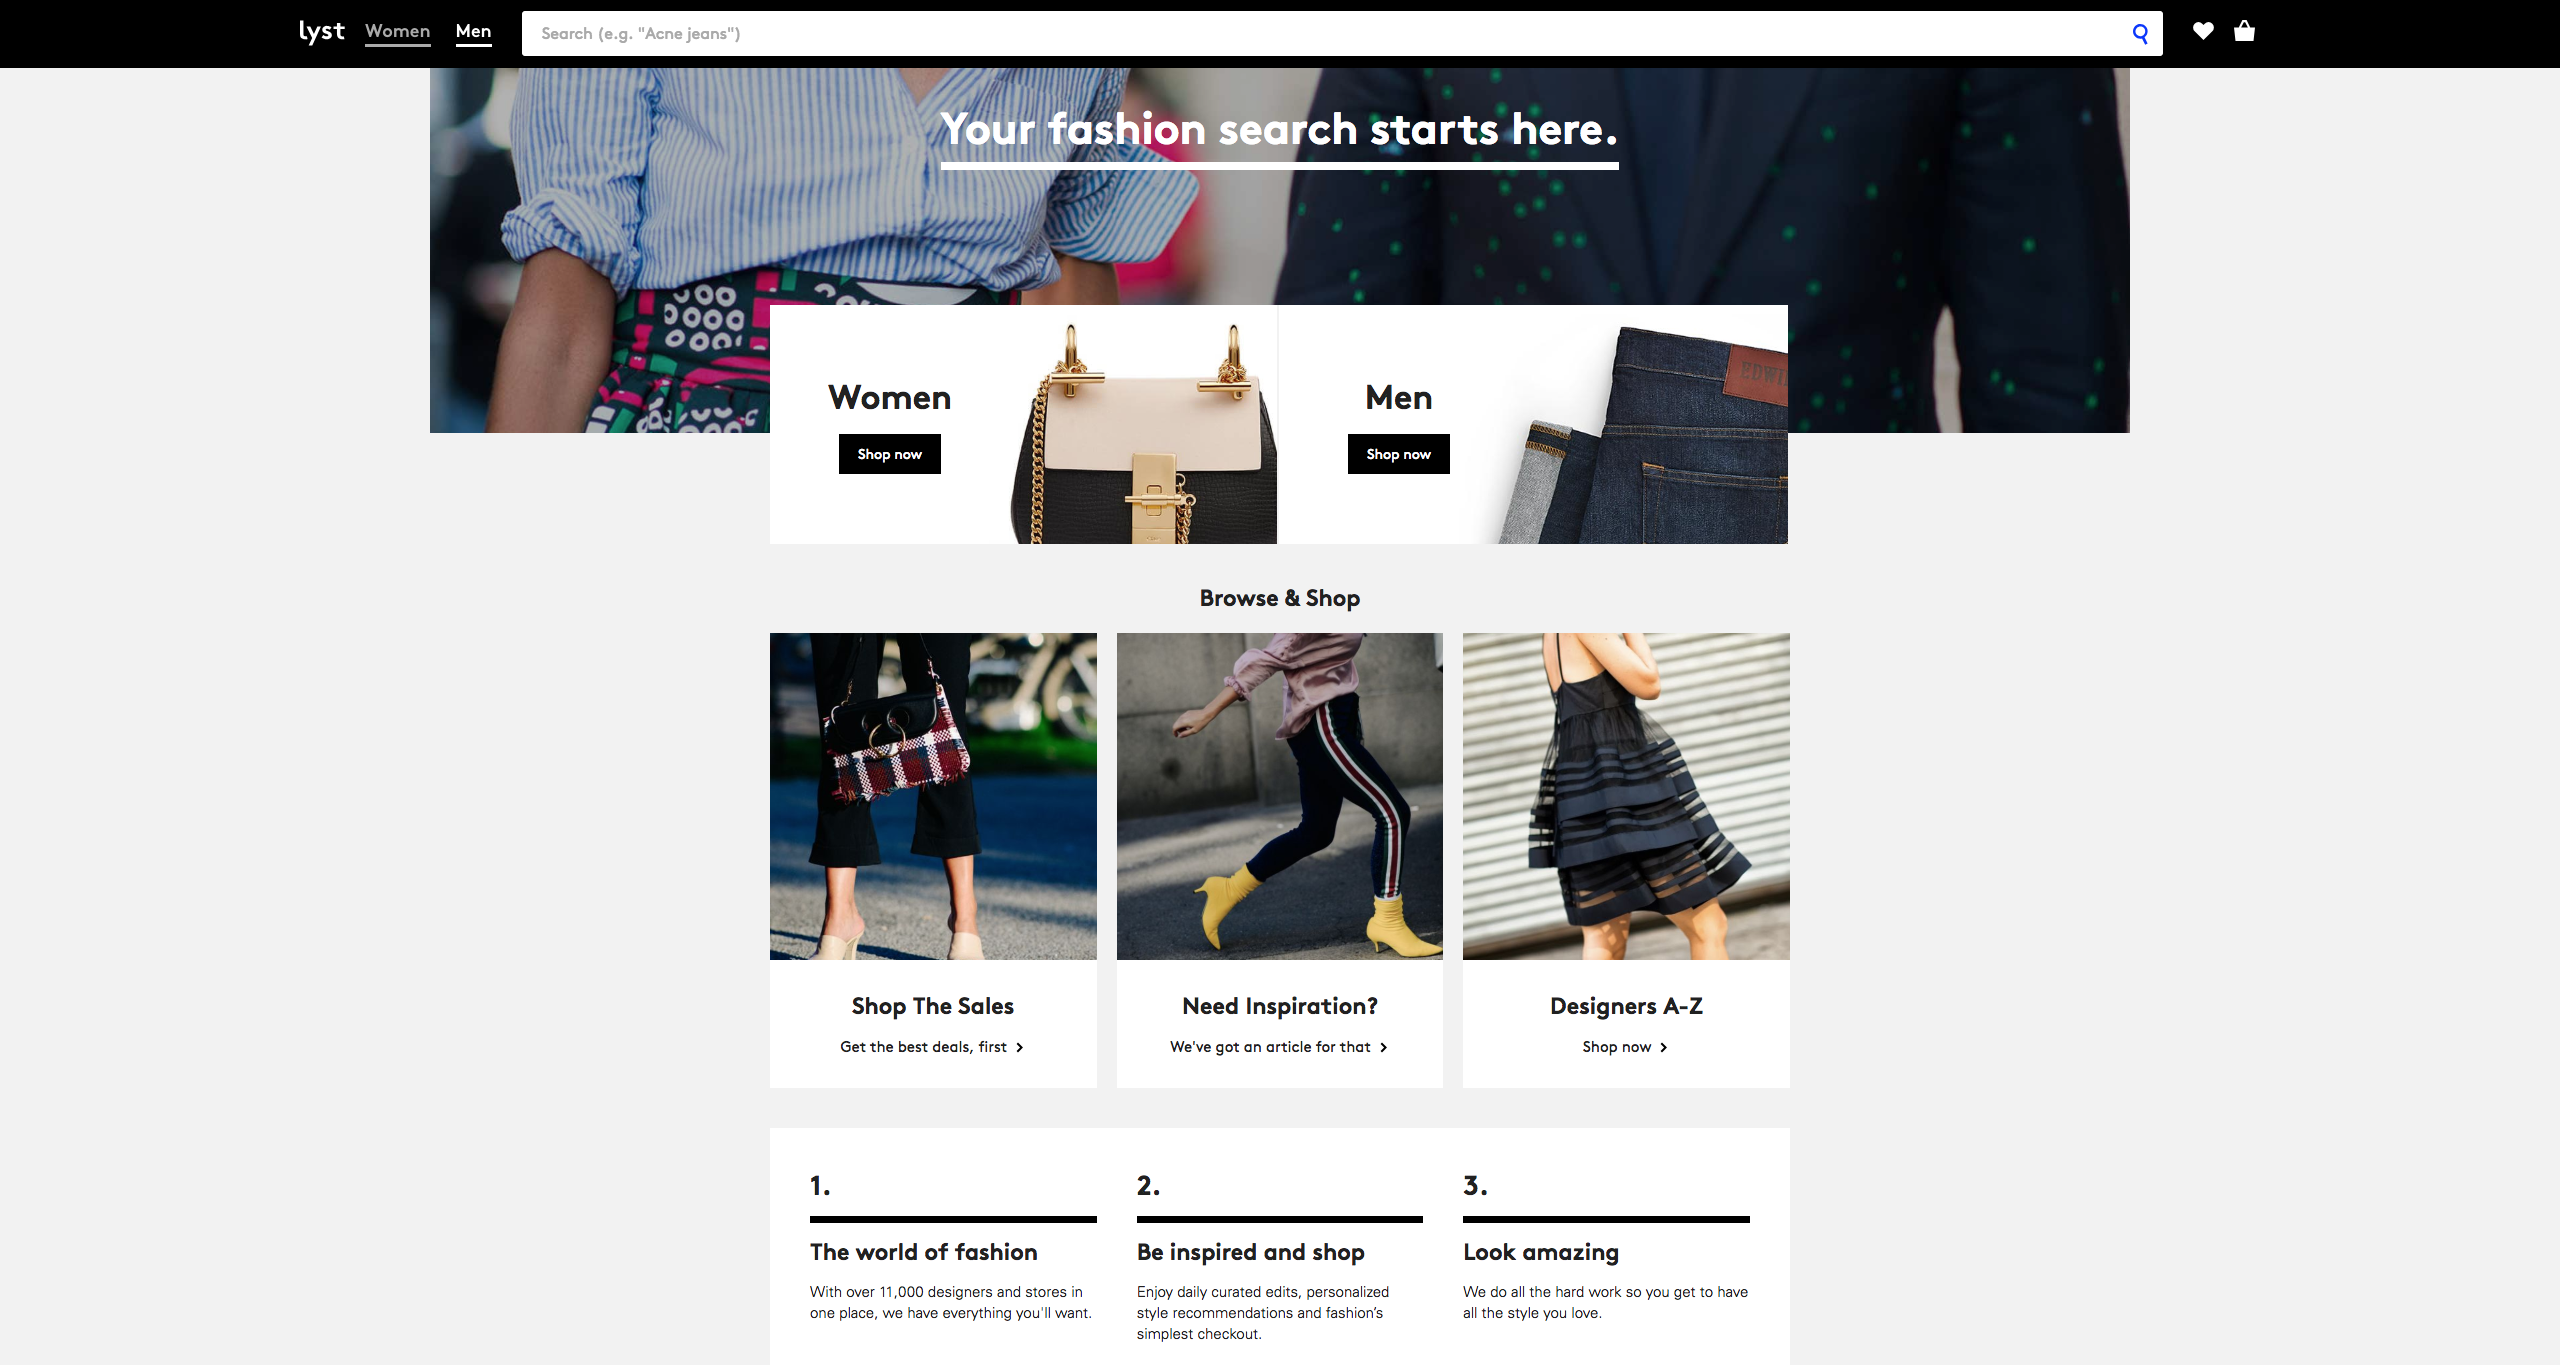 lyst Women Men Search (e.g. "Acne jeans")
Your fashion search starts here.
Women
Shop now
Men
Shop now
Browse & Shop
Shop The Sales
Get the best deals, first
Need Inspiration?
We've got an article for that
Designers A-Z
Shop now
1.
The world of fashion
With over 11,000 designers and stores in
one place, we have everything you'll want.
2.
Be inspired and shop
Enjoy daily curated edits, personalized
style recommendations and fashion’s
simplest checkout.
3.
Look amazing
We do all the hard work so you get to have
all the style you love.